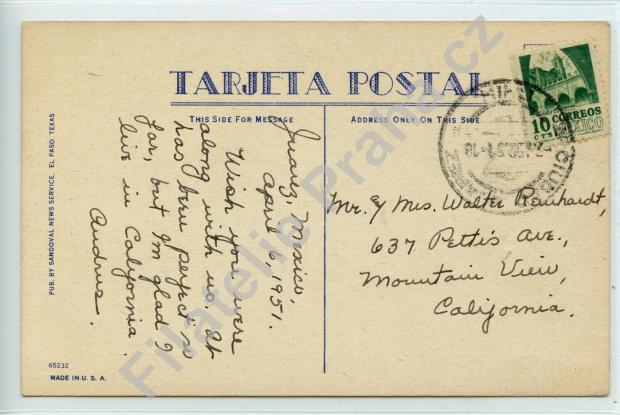 TARJETA POSTAL
THIS SIDE FOR MESSAGE
ADDRESS ONLY ON THIS SIDE
Juarez, Mexico,
April 6, 1951.
Wish you were
along with us. It
has been perfect so
far, but I'm glad I
live in California.
Mr. & Mrs. Walter Reinhardt,
637 Pettis Ave.,
Mountain View,
California.
10 CORREOS
CTS MEXICO
PUB. BY SANDOVAL NEWS SERVICE, EL PASO TEXAS
65232
MADE IN U.S.A.
Filatelie Praha.cz